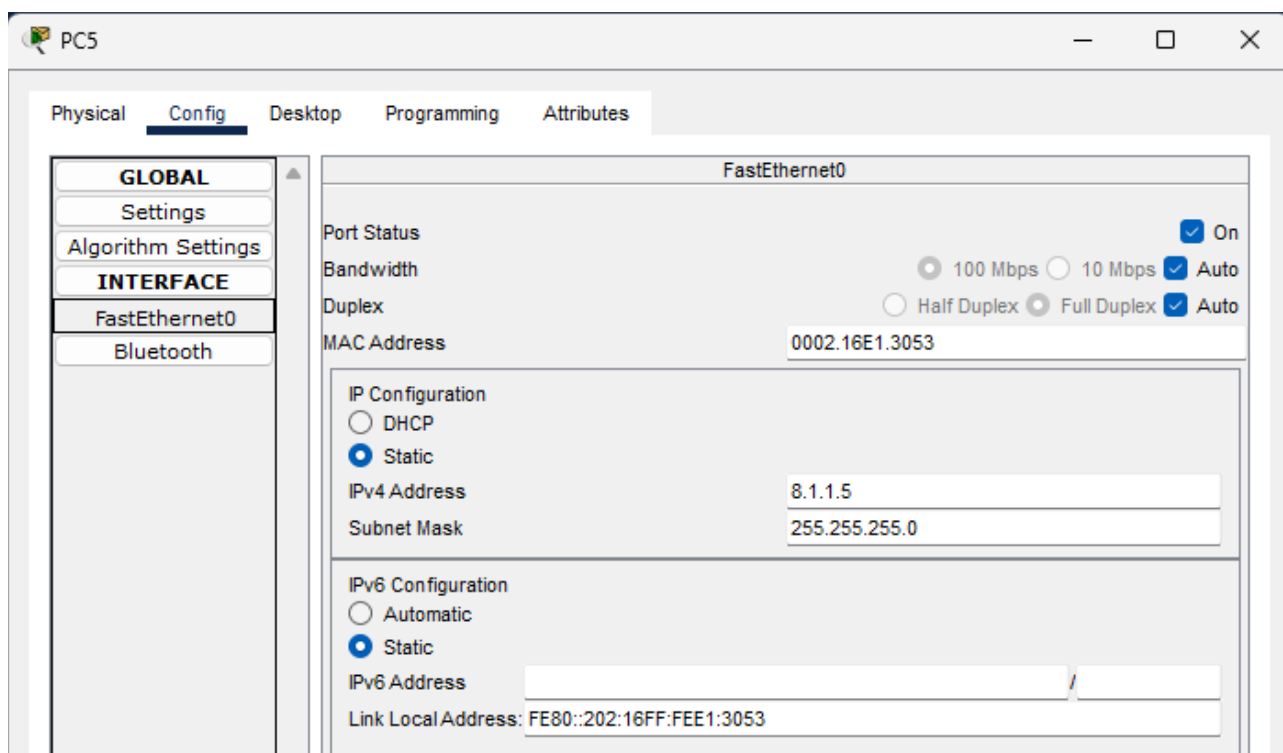 PC5
Physical Config Desktop Programming Attributes
GLOBAL
Settings
Algorithm Settings
INTERFACE
FastEthernet0
Bluetooth
FastEthernet0
Port Status On
Bandwidth 100 Mbps 10 Mbps Auto
Duplex Half Duplex Full Duplex Auto
MAC Address 0002.16E1.3053
IP Configuration
DHCP
Static
IPv4 Address 8.1.1.5
Subnet Mask 255.255.255.0
IPv6 Configuration
Automatic
Static
IPv6 Address /
Link Local Address: FE80::202:16FF:FEE1:3053